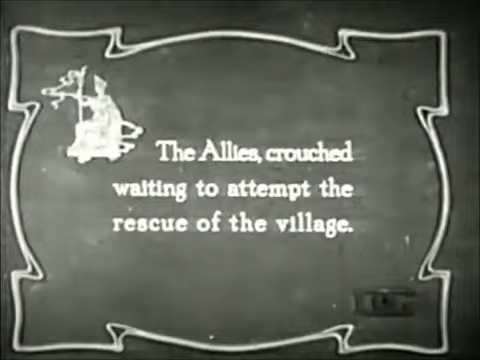 The Allies, crouched
waiting to attempt the
rescue of the village.